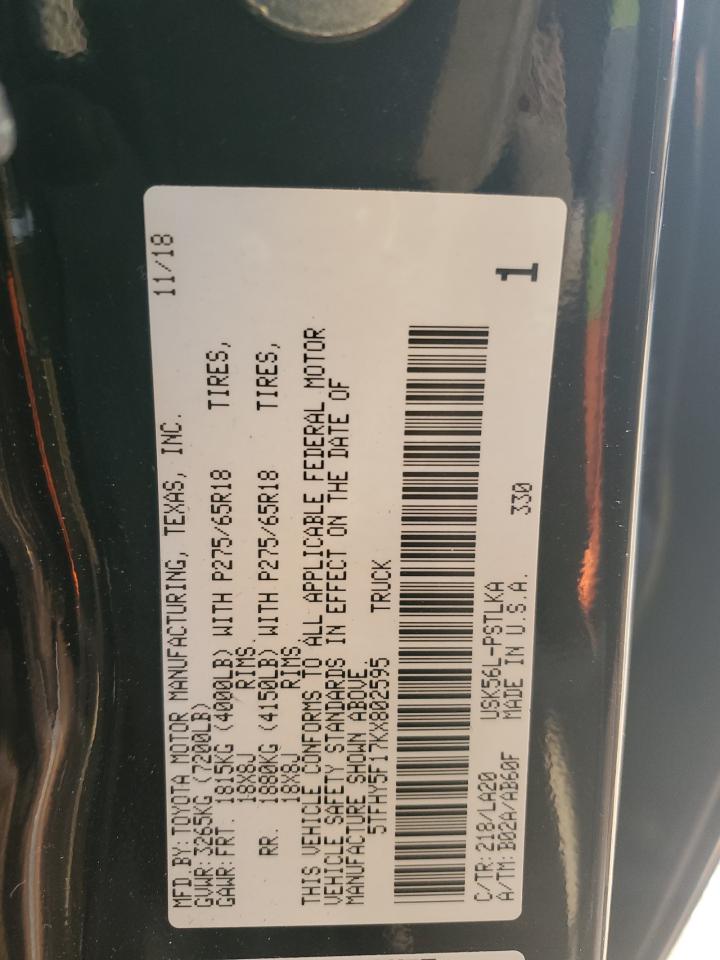 MFD.BY:TOYOTA MOTOR MANUFACTURING, TEXAS, INC. 11/18
GVWR:3265KG (7200LB)
GAWR:FRT. 1815KG (4000LB) WITH P275/65R18 TIRES,
18X8J RIMS.
RR. 1880KG (4150LB) WITH P275/65R18 TIRES,
18X8J RIMS
THIS VEHICLE CONFORMS TO ALL APPLICABLE FEDERAL MOTOR
VEHICLE SAFETY STANDARDS IN EFFECT ON THE DATE OF
MANUFACTURE SHOWN ABOVE
5TFHY5F17KX802595 TRUCK
C/TR:218/LA20 USK56L-PSTLKA
A/TM:B02A/AB60F MADE IN U.S.A. 330 1